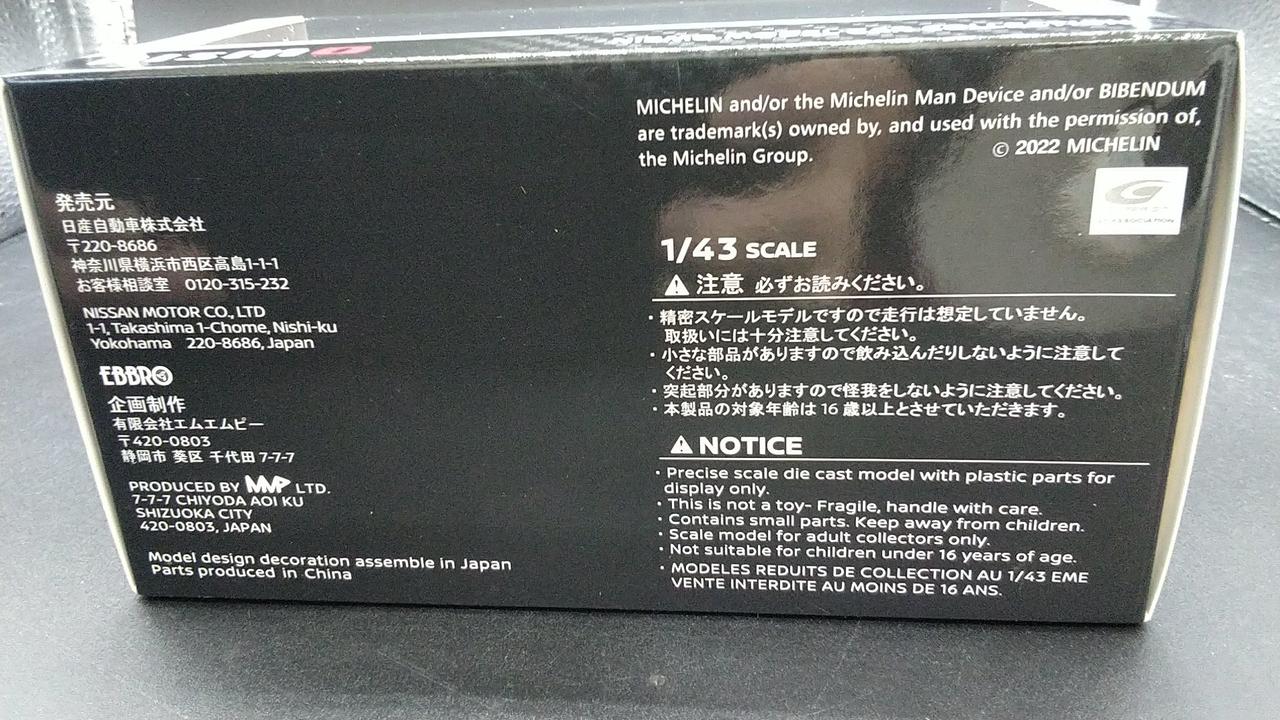 MICHELIN and/or the Michelin Man Device and/or BIBENDUM
are trademark(s) owned by, and used with the permission of,
the Michelin Group. © 2022 MICHELIN
発売元
日産自動車株式会社
〒220-8686
神奈川県横浜市西区高島1-1-1
お客様相談室 0120-315-232
NISSAN MOTOR CO., LTD
1-1, Takashima 1-Chome, Nishi-ku
Yokohama 220-8686, Japan
EBBRO
企画制作
有限会社エムエムピー
〒420-0803
静岡市 葵区 千代田 7-7-7
PRODUCED BY MMP LTD.
7-7-7 CHIYODA AOI KU
SHIZUOKA CITY
420-0803, JAPAN
Model design decoration assemble in Japan
Parts produced in China
1/43 SCALE
注意 必ずお読みください。
・精密スケールモデルですので走行は想定していません。
取扱いには十分注意してください。
・小さな部品がありますので飲み込んだりしないように注意して
ください。
・突起部分がありますので怪我をしないように注意してください。
・本製品の対象年齢は 16 歳以上とさせていただきます。
NOTICE
・Precise scale die cast model with plastic parts for
display only.
・This is not a toy- Fragile, handle with care.
・Contains small parts. Keep away from children.
・Scale model for adult collectors only.
・Not suitable for children under 16 years of age.
・MODELES REDUITS DE COLLECTION AU 1/43 EME
VENTE INTERDITE AU MOINS DE 16 ANS.